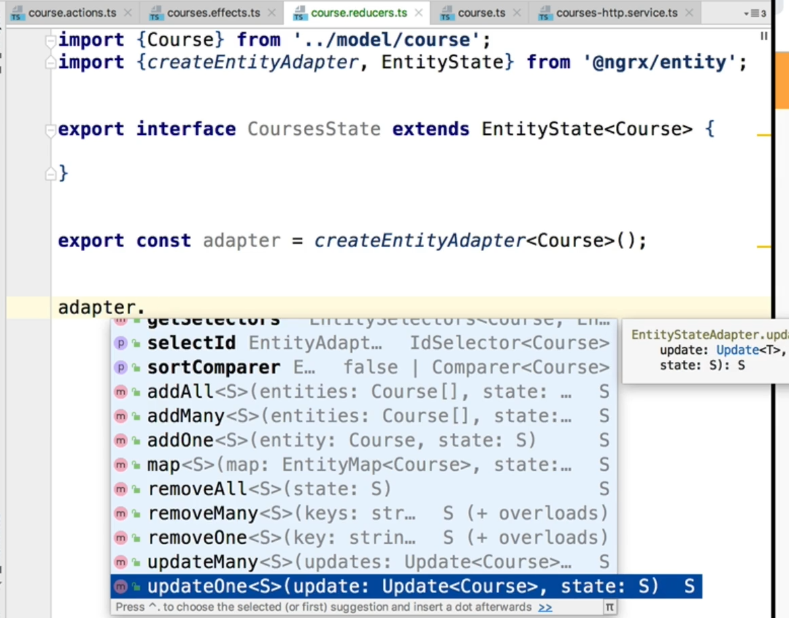 course.actions.ts courses.effects.ts course.reducers.ts course.ts courses-http.service.ts
import {Course} from '../model/course';
import {createEntityAdapter, EntityState} from '@ngrx/entity';
export interface CoursesState extends EntityState<Course> {
}
export const adapter = createEntityAdapter<Course>();
adapter.
getSelectors EntitySelectors<Course, En…
selectId EntityAdapt… IdSelector<Course>
sortComparer E… false | Comparer<Course>
addAll<S>(entities: Course[], state: … S
addMany<S>(entities: Course[], state:… S
addOne<S>(entity: Course, state: S) S
map<S>(map: EntityMap<Course>, state:… S
removeAll<S>(state: S) S
removeMany<S>(keys: str… S (+ overloads)
removeOne<S>(key: strin… S (+ overloads)
updateMany<S>(updates: Update<Course>… S
updateOne<S>(update: Update<Course>, state: S) S
Press ^. to choose the selected (or first) suggestion and insert a dot afterwards >> π
EntityStateAdapter.upda
update: Update<T>,
state: S): S